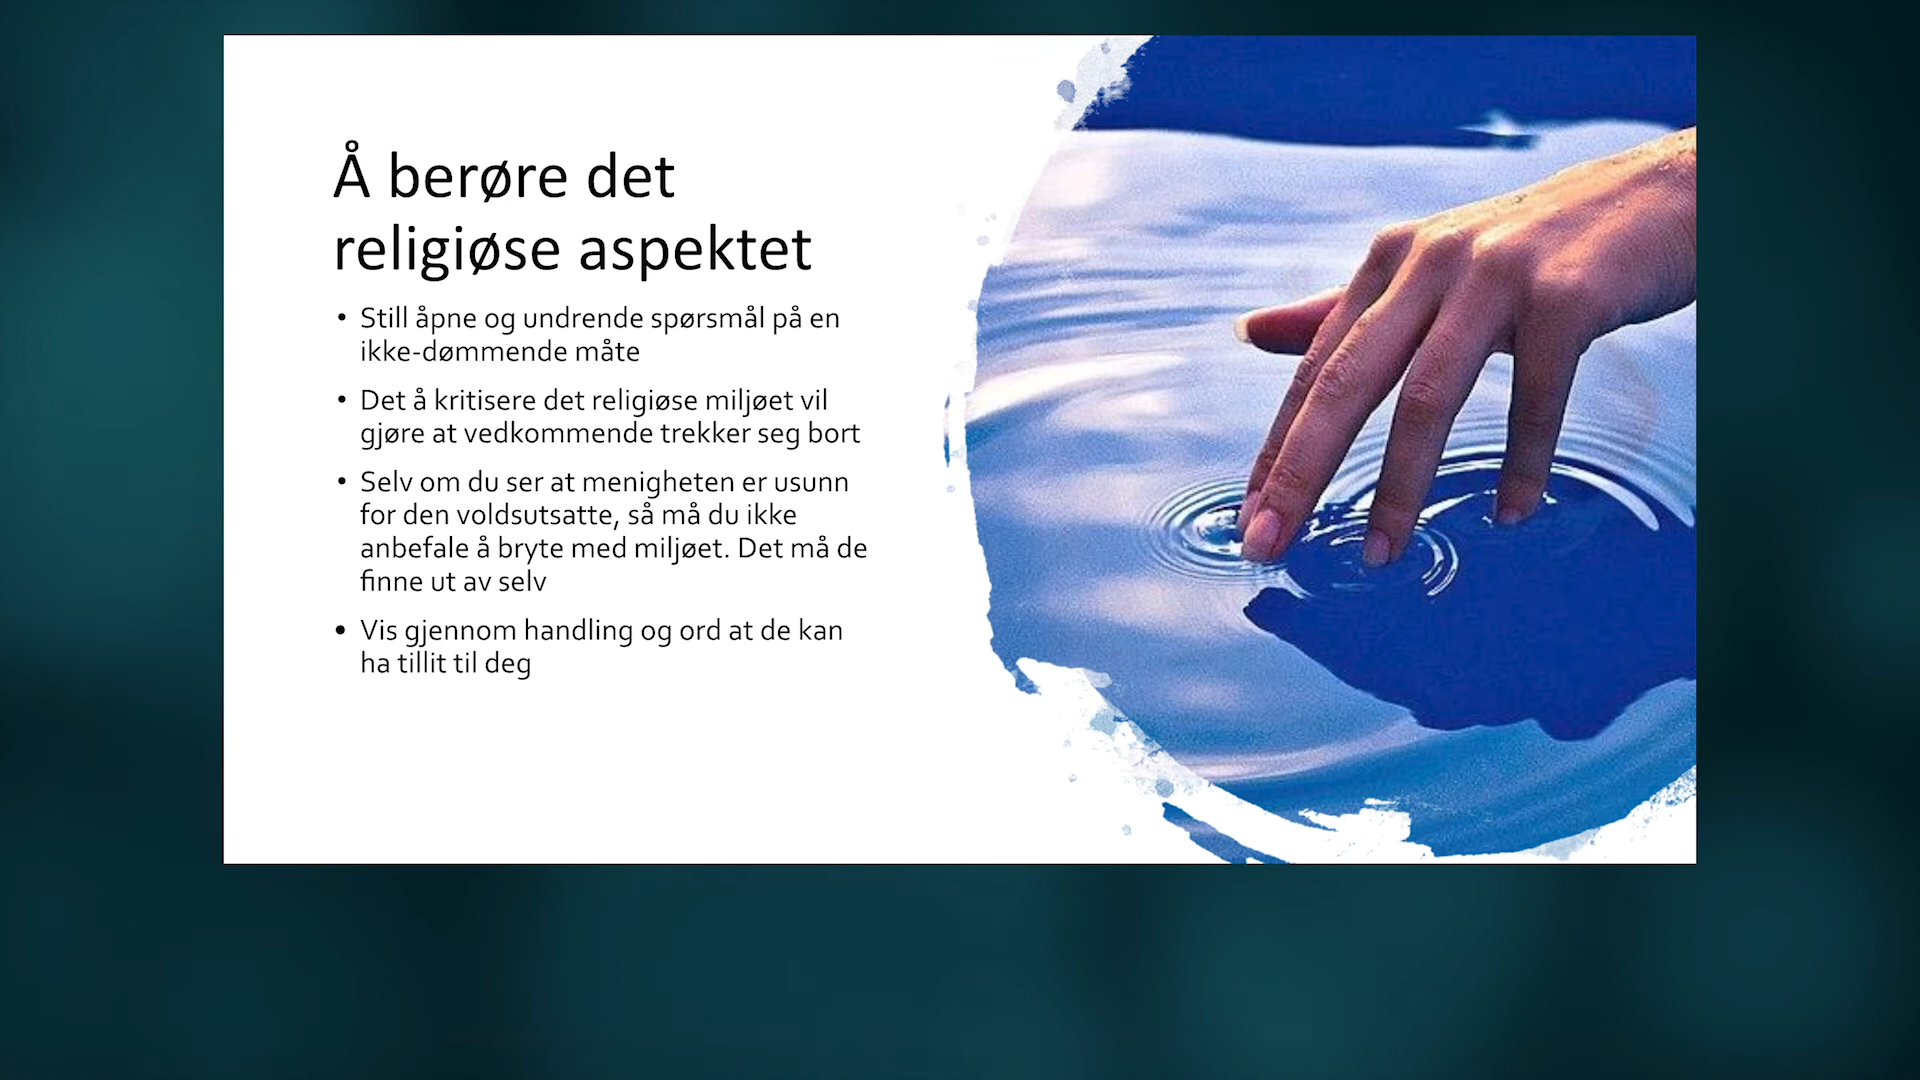 Å berøre det
religiøse aspektet
• Still åpne og undrende spørsmål på en
ikke-dømmende måte
• Det å kritisere det religiøse miljøet vil
gjøre at vedkommende trekker seg bort
• Selv om du ser at menigheten er usunn
for den voldsutsatte, så må du ikke
anbefale å bryte med miljøet. Det må de
finne ut av selv
• Vis gjennom handling og ord at de kan
ha tillit til deg